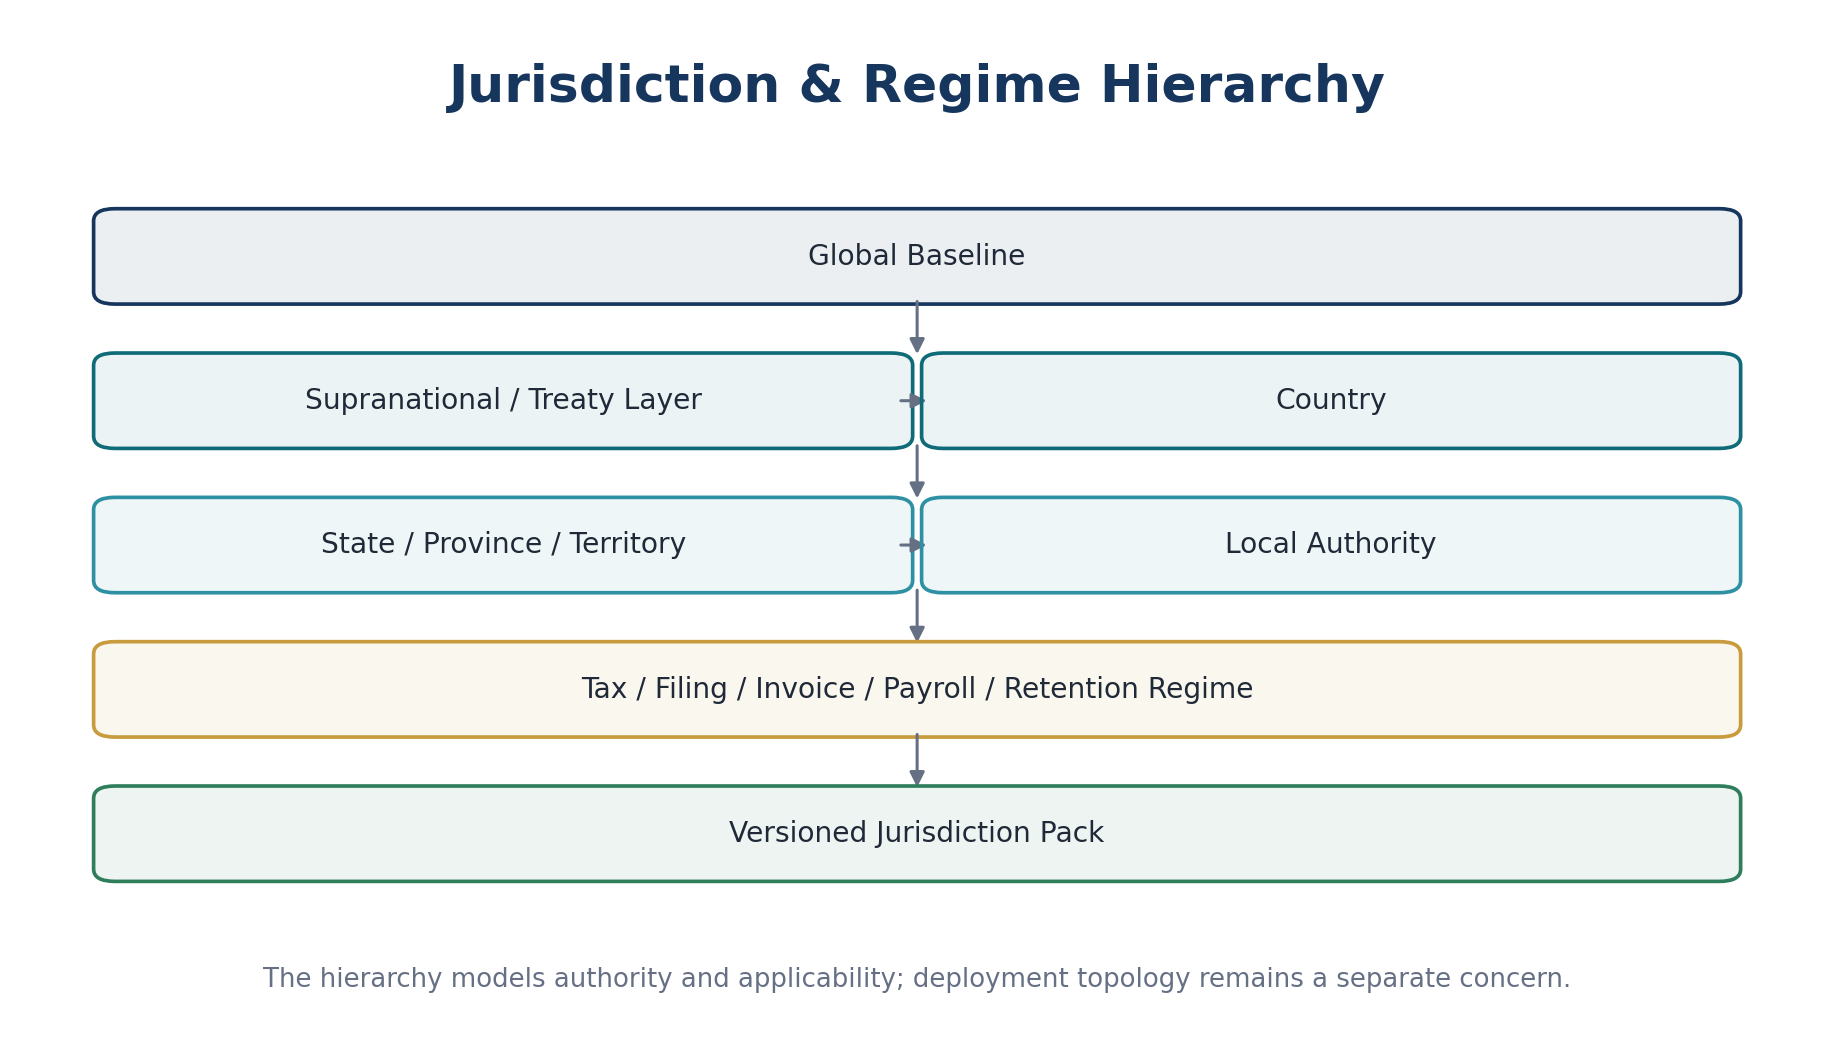 Jurisdiction & Regime Hierarchy
Global Baseline
Supranational / Treaty Layer
Country
State / Province / Territory
Local Authority
Tax / Filing / Invoice / Payroll / Retention Regime
Versioned Jurisdiction Pack
The hierarchy models authority and applicability; deployment topology remains a separate concern.